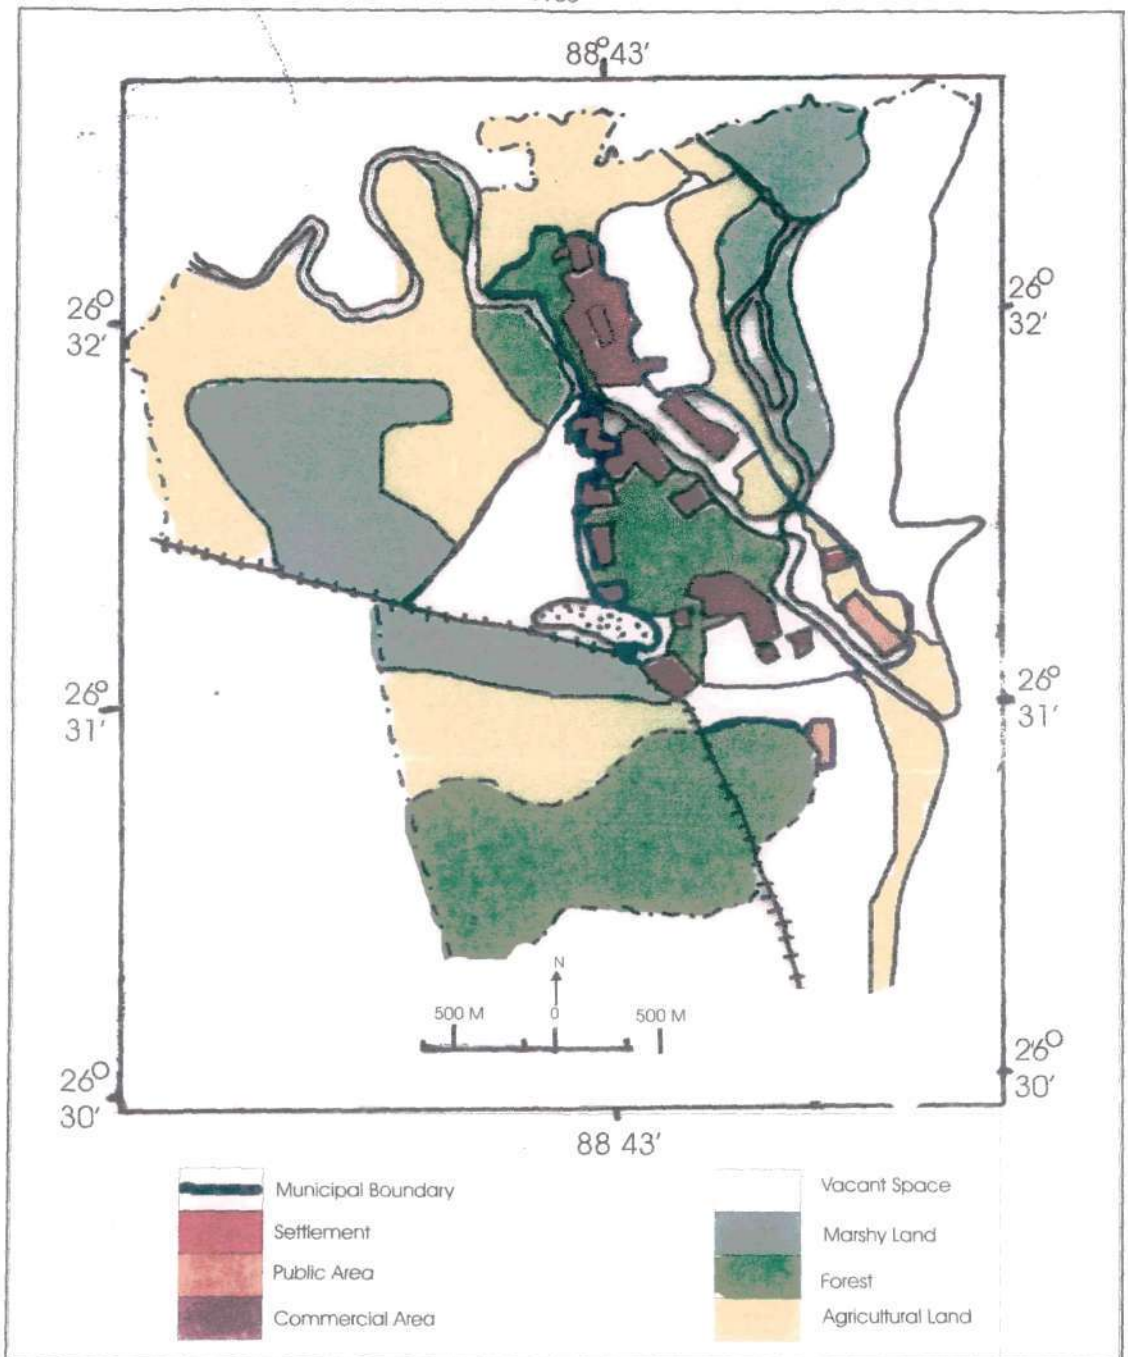 88°43'
26° 26°
32' 32'
26° 26°
31' 31'
N
500 M 0 500 M
26° 26°
30' 30'
88 43'
Municipal Boundary
Settlement
Public Area
Commercial Area
Vacant Space
Marshy Land
Forest
Agricultural Land